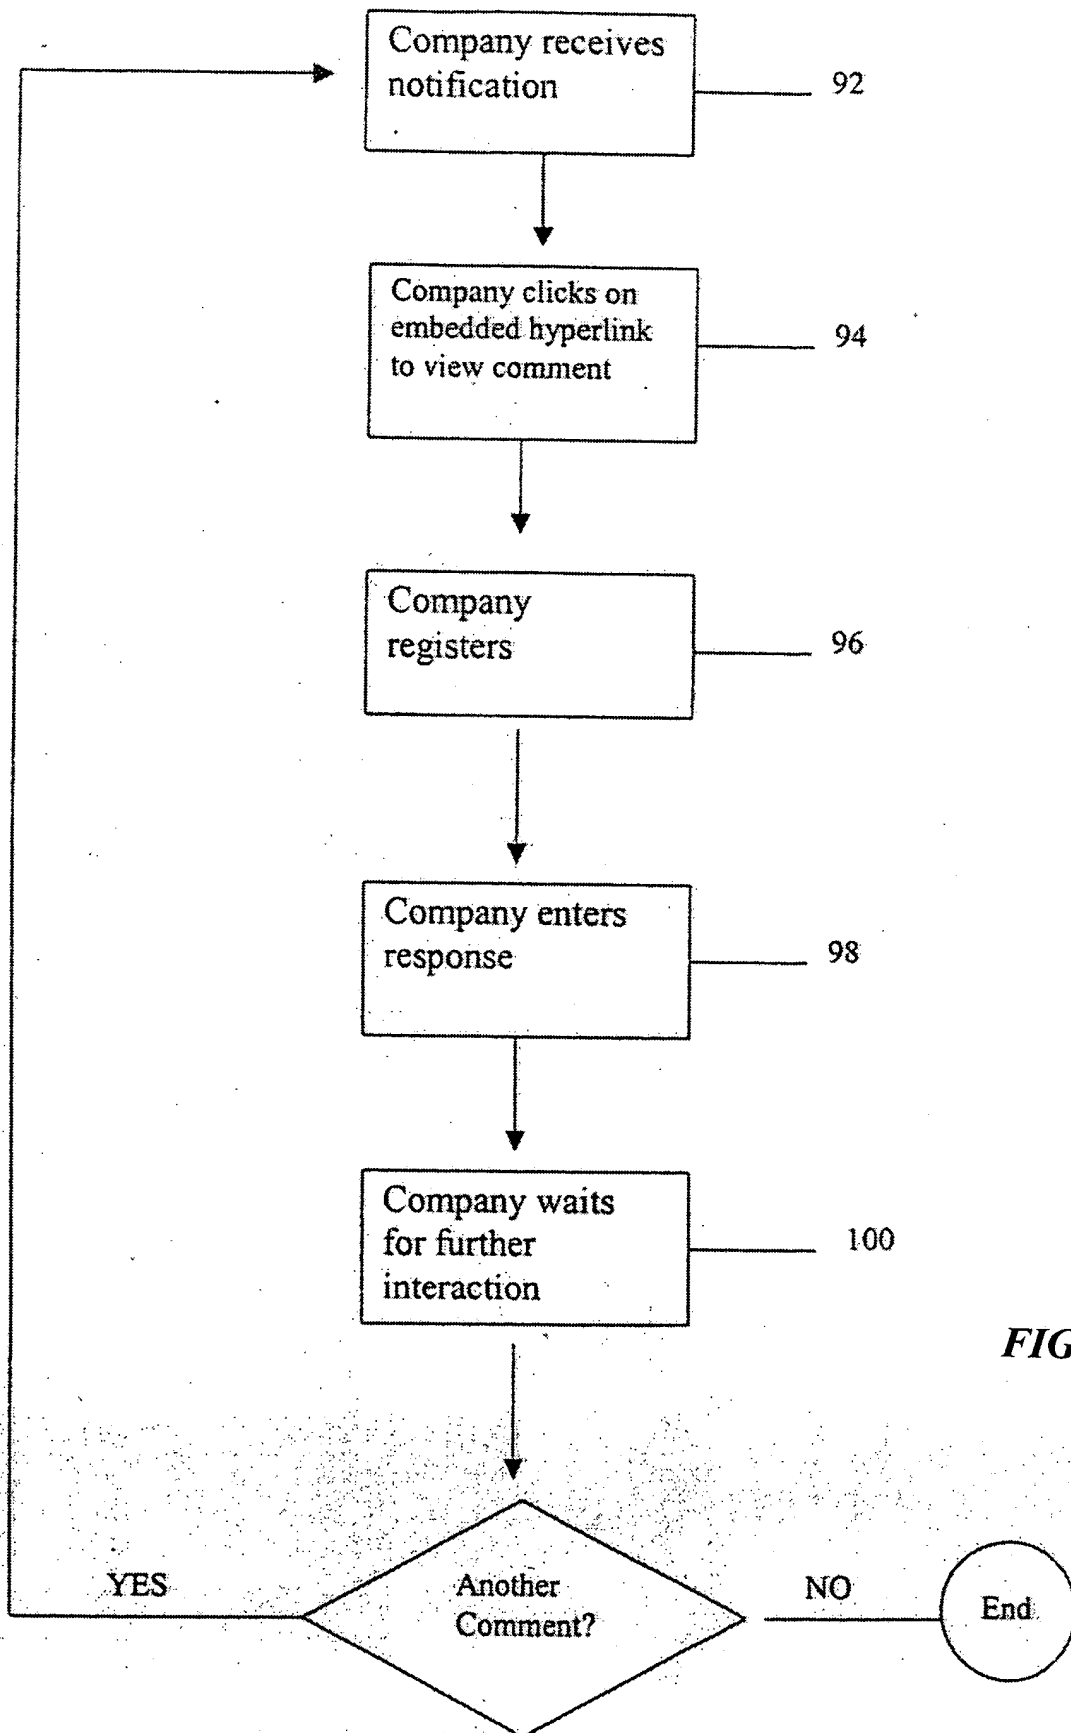 Company receives
notification
92
Company clicks on
embedded hyperlink
to view comment
94
Company
registers
96
Company enters
response
98
Company waits
for further
interaction
100
FIG
YES
Another
Comment?
NO
End